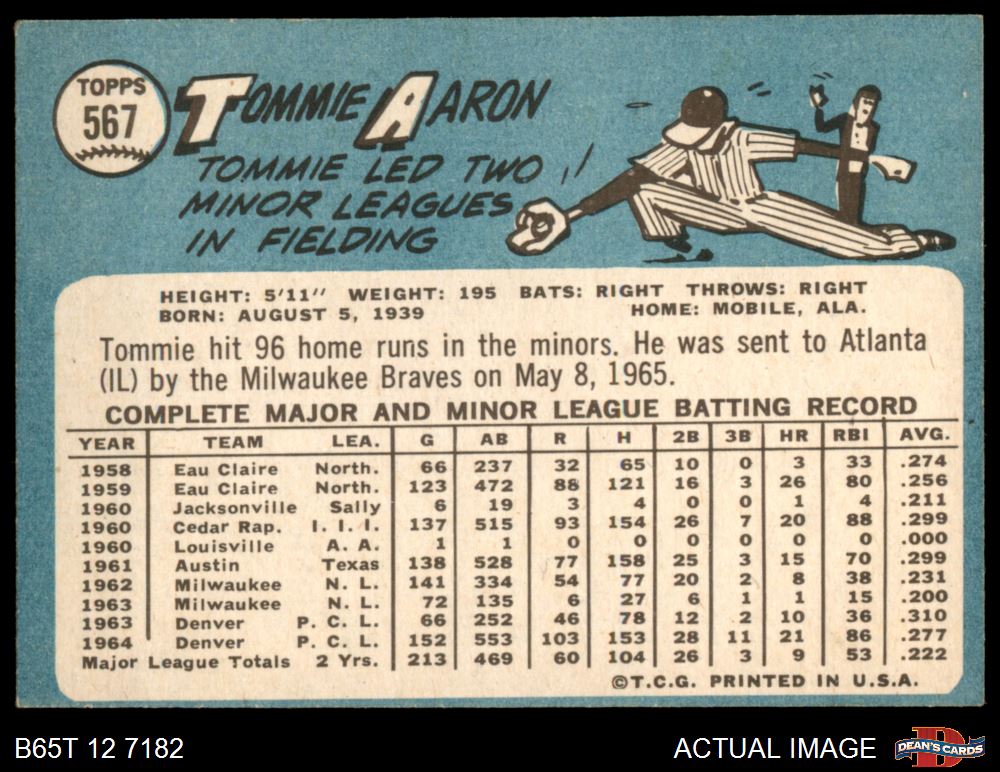 TOPPS
567
TOMMIE AARON
TOMMIE LED TWO
MINOR LEAGUES
IN FIELDING
HEIGHT: 5'11" WEIGHT: 195 BATS: RIGHT THROWS: RIGHT
BORN: AUGUST 5, 1939 HOME: MOBILE, ALA.
Tommie hit 96 home runs in the minors. He was sent to Atlanta
(IL) by the Milwaukee Braves on May 8, 1965.
COMPLETE MAJOR AND MINOR LEAGUE BATTING RECORD
YEAR TEAM LEA. G AB R H 2B 3B HR RBI AVG.
1958 Eau Claire North. 66 237 32 65 10 0 3 33 .274
1959 Eau Claire North. 123 472 88 121 16 3 26 80 .256
1960 Jacksonville Sally 6 19 3 4 0 0 1 4 .211
1960 Cedar Rap. I. I. I. 137 515 93 154 26 7 20 88 .299
1960 Louisville A. A. 1 1 0 0 0 0 0 0 .000
1961 Austin Texas 138 528 77 158 25 3 15 70 .299
1962 Milwaukee N. L. 141 334 54 77 20 2 8 38 .231
1963 Milwaukee N. L. 72 135 6 27 6 1 1 15 .200
1963 Denver P. C. L. 66 252 46 78 12 2 10 36 .310
1964 Denver P. C. L. 152 553 103 153 28 11 21 86 .277
Major League Totals 2 Yrs. 213 469 60 104 26 3 9 53 .222
©T.C.G. PRINTED IN U.S.A.
B65T 12 7182 ACTUAL IMAGE DEAN'S CARDS